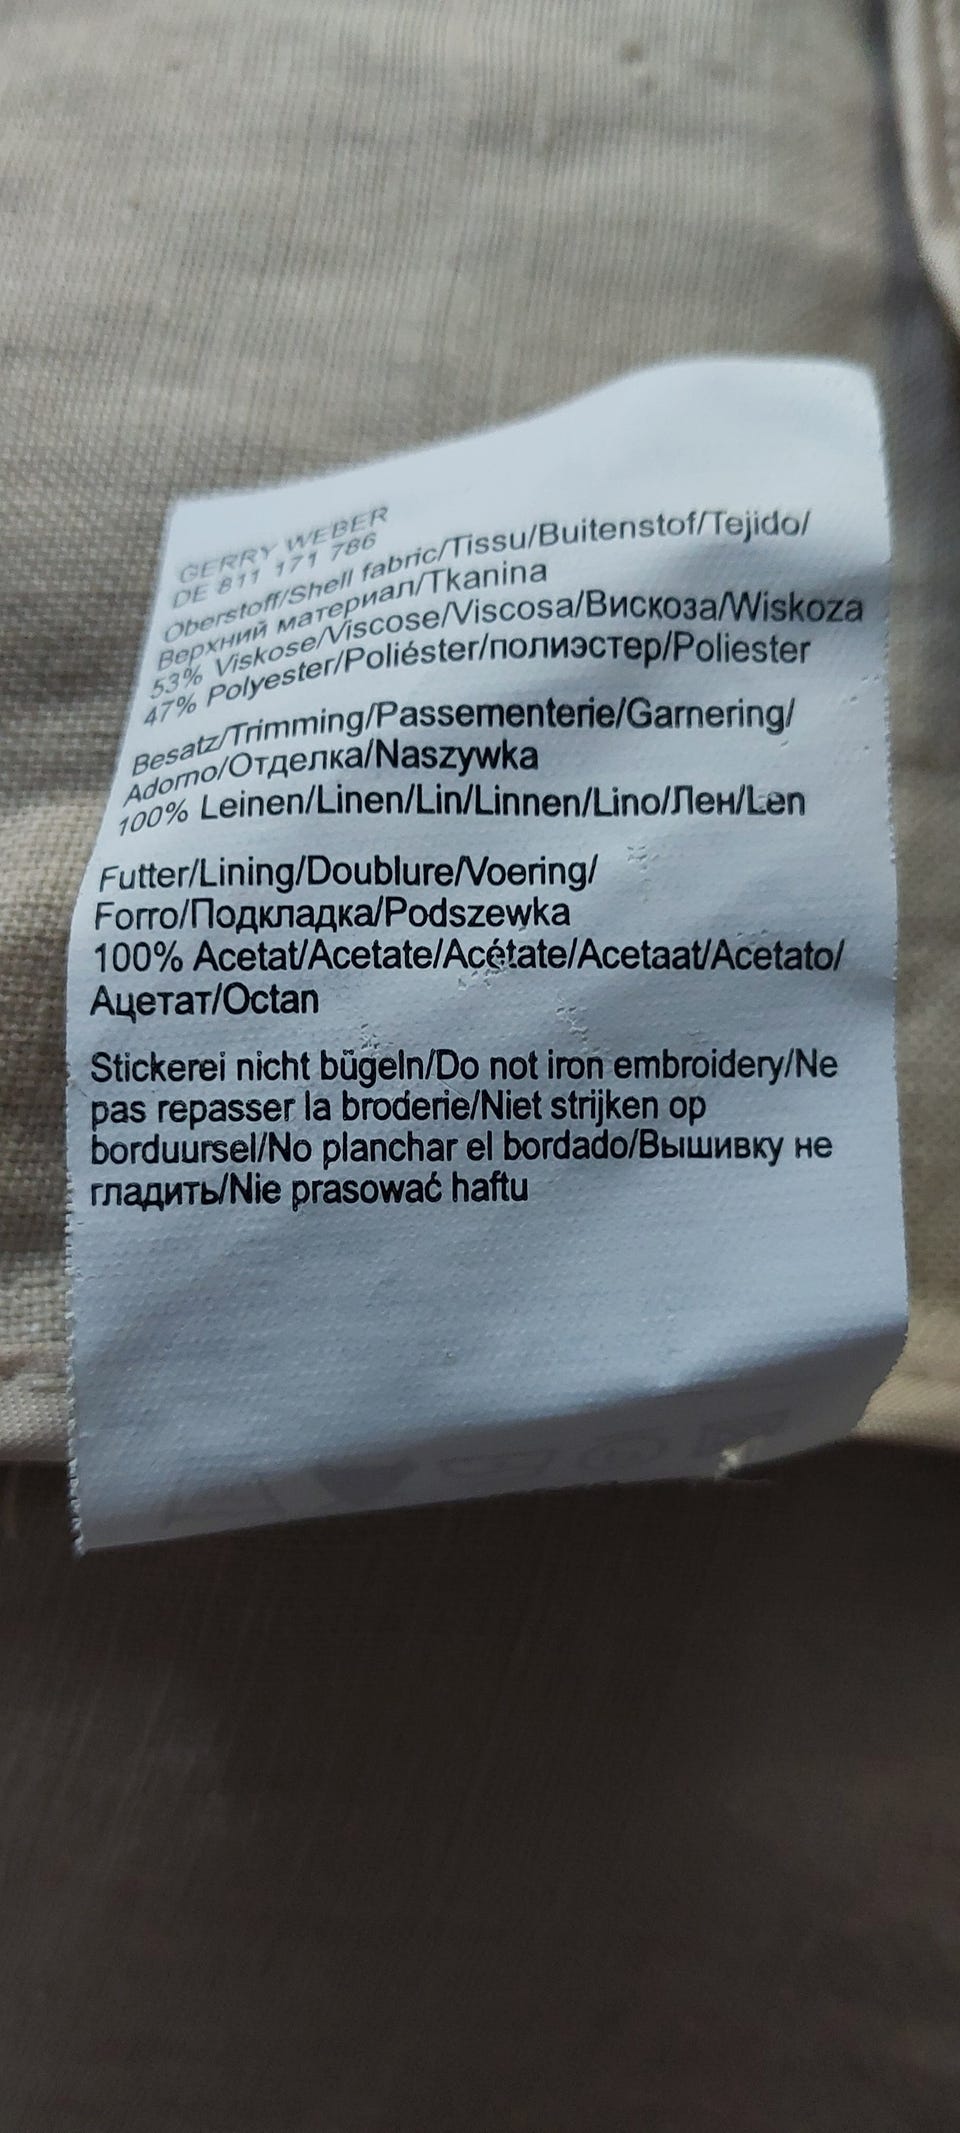 GERRY WEBER
DE 811 171 786
Oberstoff/Shell fabric/Tissu/Buitenstof/Tejido/
Верхний материал/Tkanina
53% Viskose/Viscose/Viscosa/Вискоза/Wiskoza
47% Polyester/Poliéster/полиэстер/Poliester
Besatz/Trimming/Passementerie/Garnering/
Adorno/Отделка/Naszywka
100% Leinen/Linen/Lin/Linnen/Lino/Лен/Len
Futter/Lining/Doublure/Voering/
Forro/Подкладка/Podszewka
100% Acetat/Acetate/Acétate/Acetaat/Acetato/
Ацетат/Octan
Stickerei nicht bügeln/Do not iron embroidery/Ne
pas repasser la broderie/Niet strijken op
borduursel/No planchar el bordado/Вышивку не
гладить/Nie prasować haftu